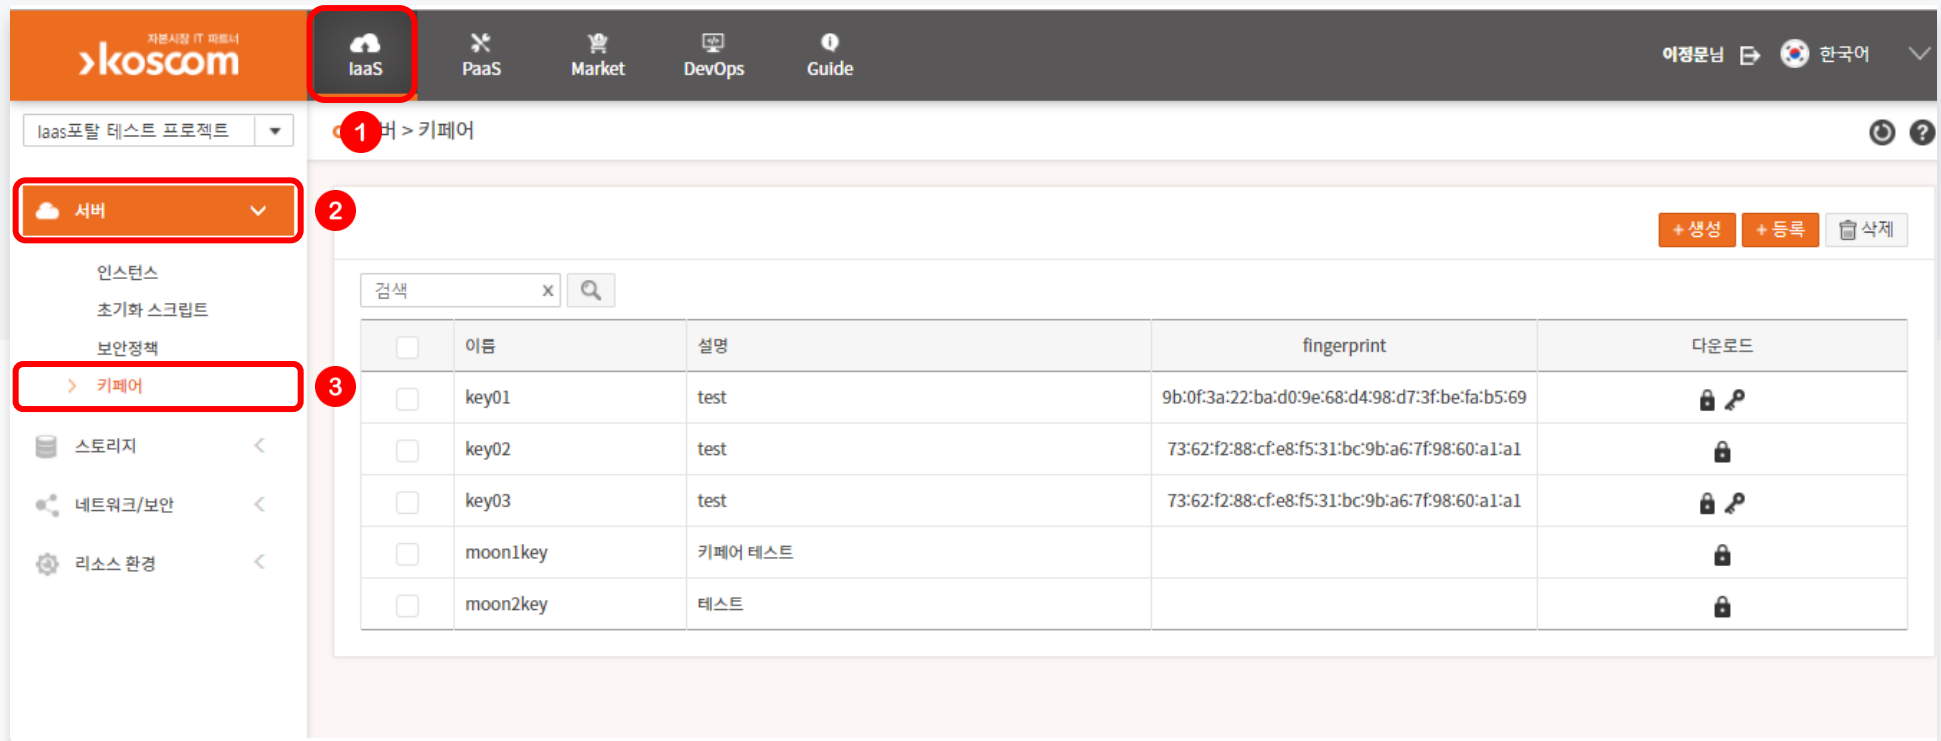 자본시장 IT 파트너
koscom
IaaS
PaaS
Market
DevOps
Guide
이정문님
한국어
Iaas포탈 테스트 프로젝트
1
버 > 키페어
서버
2
인스턴스
초기화 스크립트
보안정책
키페어
3
스토리지
네트워크/보안
리소스 환경
+ 생성
+ 등록
삭제
검색 x
이름 설명 fingerprint 다운로드
key01 test 9b:0f:3a:22:ba:d0:9e:68:d4:98:d7:3f:be:fa:b5:69
key02 test 73:62:f2:88:cf:e8:f5:31:bc:9b:a6:7f:98:60:a1:a1
key03 test 73:62:f2:88:cf:e8:f5:31:bc:9b:a6:7f:98:60:a1:a1
moon1key 키페어 테스트
moon2key 테스트